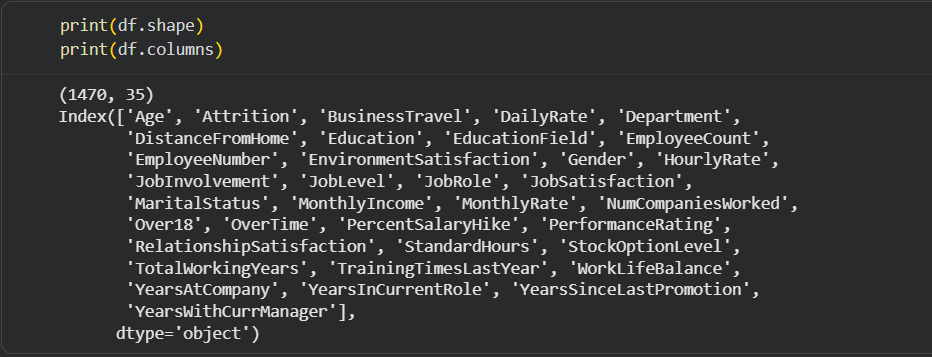 print(df.shape)
print(df.columns)
(1470, 35)
Index(['Age', 'Attrition', 'BusinessTravel', 'DailyRate', 'Department',
'DistanceFromHome', 'Education', 'EducationField', 'EmployeeCount',
'EmployeeNumber', 'EnvironmentSatisfaction', 'Gender', 'HourlyRate',
'JobInvolvement', 'JobLevel', 'JobRole', 'JobSatisfaction',
'MaritalStatus', 'MonthlyIncome', 'MonthlyRate', 'NumCompaniesWorked',
'Over18', 'OverTime', 'PercentSalaryHike', 'PerformanceRating',
'RelationshipSatisfaction', 'StandardHours', 'StockOptionLevel',
'TotalWorkingYears', 'TrainingTimesLastYear', 'WorkLifeBalance',
'YearsAtCompany', 'YearsInCurrentRole', 'YearsSinceLastPromotion',
'YearsWithCurrManager'],
dtype='object')